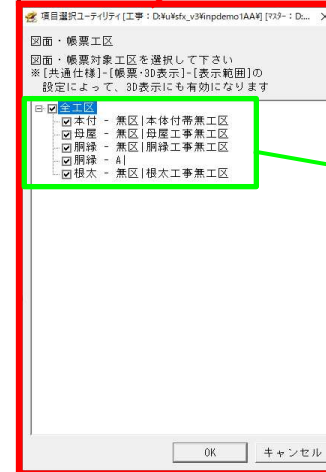 項目選択ユーティリティ [工事：D:¥u¥sfx_v3¥inpdemo1AA¥] [マスター：D:...
図面・帳票工区
図面・帳票対象工区を選択して下さい
※[共通仕様]-[帳票・3D表示]-[表示範囲]の
設定によって、3D表示にも有効になります
全工区
本付 - 無区|本体付帯無工区
母屋 - 無区|母屋工事無工区
胴縁 - 無区|胴縁工事無工区
胴縁 - A|
根太 - 無区|根太工事無工区
OK キャンセル